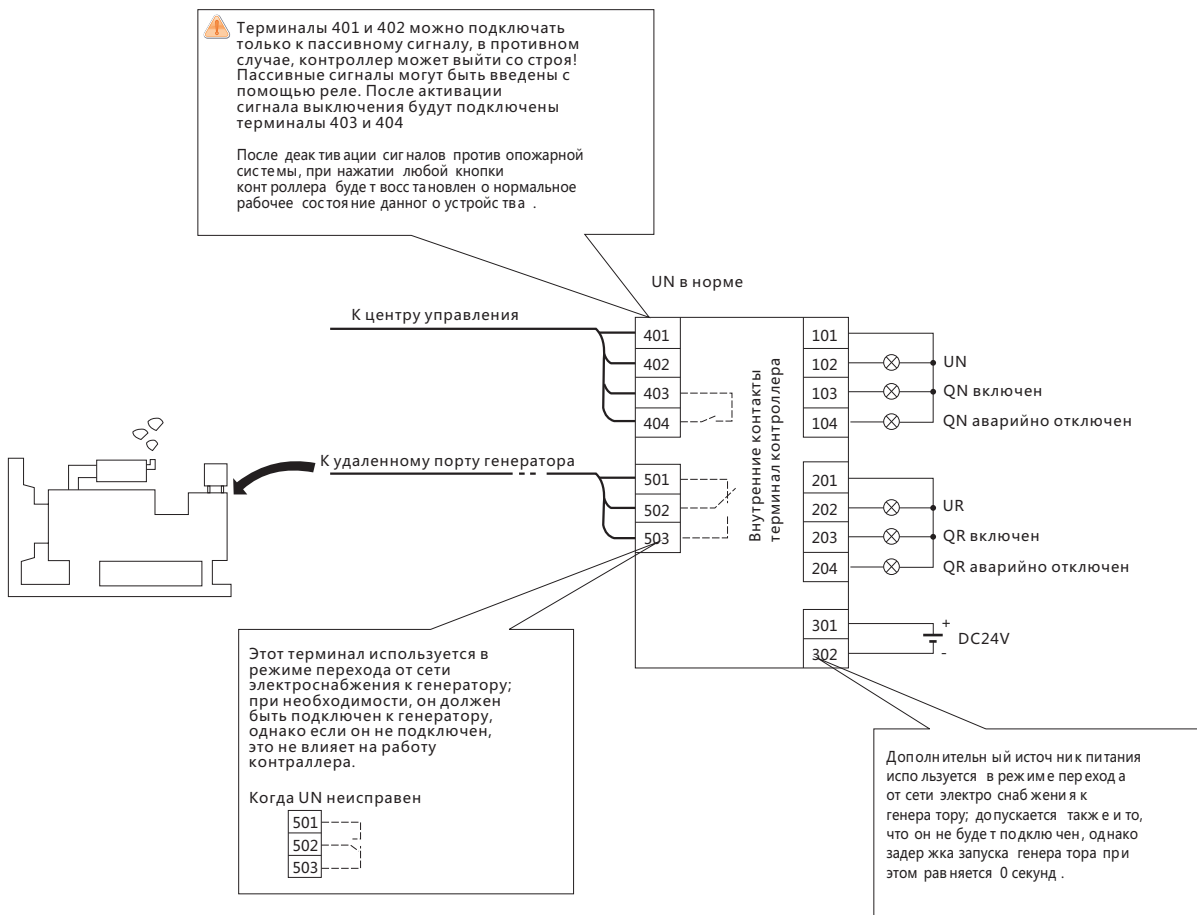 Терминалы 401 и 402 можно подключать
только к пассивному сигналу, в противном
случае, контроллер может выйти со строя!
Пассивные сигналы могут быть введены с
помощью реле. После активации
сигнала выключения будут подключены
терминалы 403 и 404
После деактивации сигналов против опожарной
системы, при нажатии любой кнопки
контроллера будет восстановлено нормальное
рабочее состояние данного устройства.
UN в норме
К центру управления
401
402
403
404
К удаленному порту генератора
501
502
503
Внутренние контакты
терминал контроллера
101
102
103
104
UN
QN включен
QN аварийно отключен
201
202
203
204
UR
QR включен
QR аварийно отключен
301
302
+
-
DC24V
Этот терминал используется в
режиме перехода от сети
электроснабжения к генератору;
при необходимости, он должен
быть подключен к генератору,
однако если он не подключен,
это не влияет на работу
контраллера.
Когда UN неисправен
501
502
503
Дополнительный источник питания
используется в режиме перехода
от сети электроснабжения к
генератору; допускается также и то,
что он не будет подключен, однако
задержка запуска генератора при
этом равняется 0 секунд.